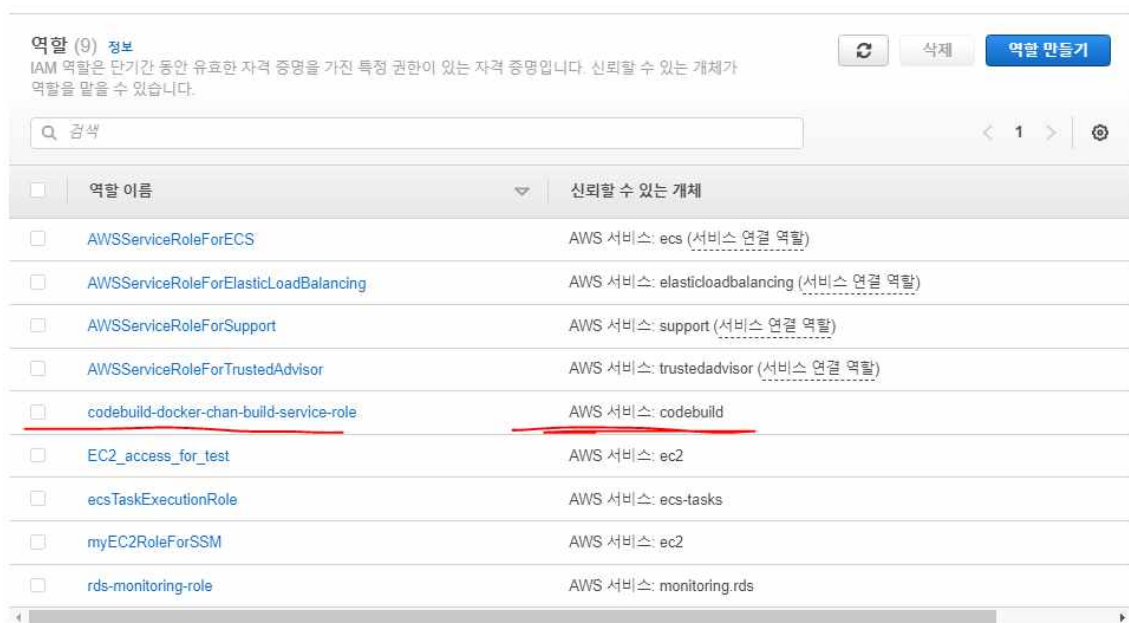 역할 (9) 정보
IAM 역할은 단기간 동안 유효한 자격 증명을 가진 특정 권한이 있는 자격 증명입니다. 신뢰할 수 있는 개체가
역할을 맡을 수 있습니다.
삭제
역할 만들기
검색
1
역할 이름 신뢰할 수 있는 개체
AWSServiceRoleForECS AWS 서비스: ecs (서비스 연결 역할)
AWSServiceRoleForElasticLoadBalancing AWS 서비스: elasticloadbalancing (서비스 연결 역할)
AWSServiceRoleForSupport AWS 서비스: support (서비스 연결 역할)
AWSServiceRoleForTrustedAdvisor AWS 서비스: trustedadvisor (서비스 연결 역할)
codebuild-docker-chan-build-service-role AWS 서비스: codebuild
EC2_access_for_test AWS 서비스: ec2
ecsTaskExecutionRole AWS 서비스: ecs-tasks
myEC2RoleForSSM AWS 서비스: ec2
rds-monitoring-role AWS 서비스: monitoring.rds